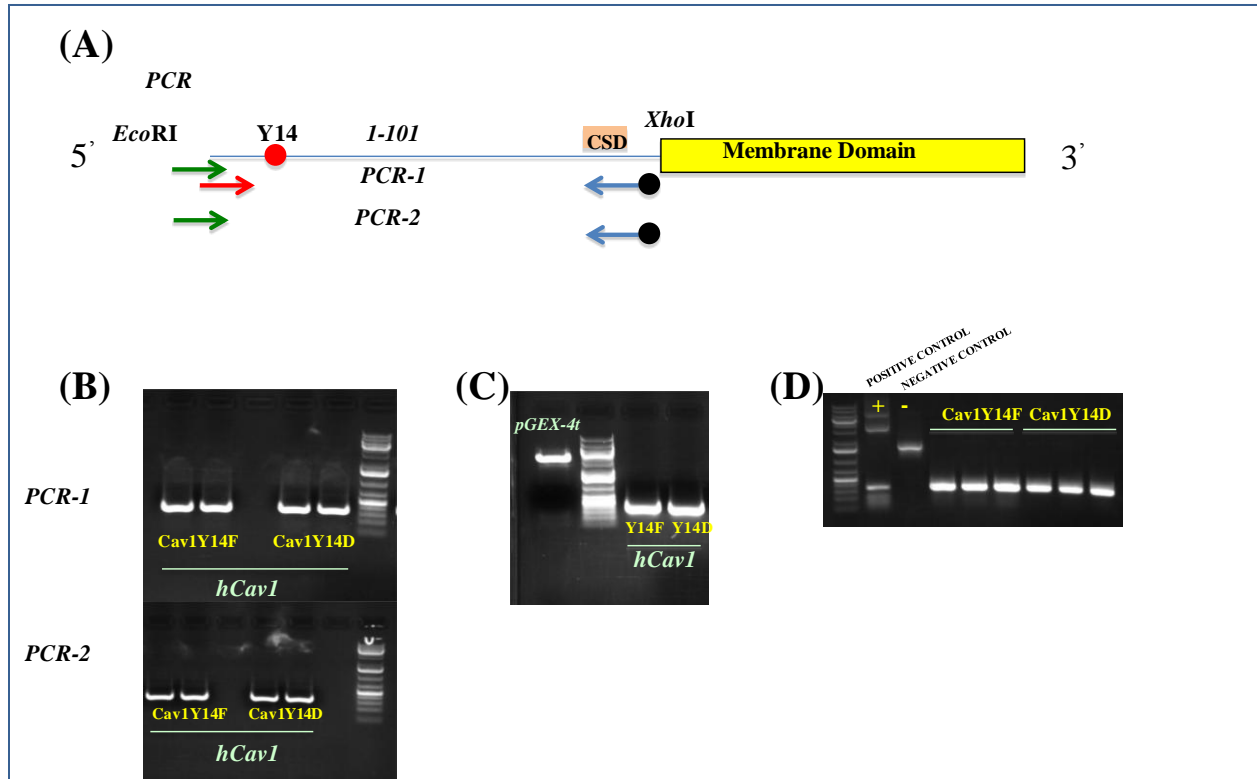 (A)
PCR
EcoRI Y14 1-101 CSD XhoI
5’ Membrane Domain 3’
PCR-1
PCR-2
(B)
PCR-1
Cav1Y14F Cav1Y14D
hCav1
PCR-2
Cav1Y14F Cav1Y14D
hCav1
(C)
pGEX-4t
Y14F Y14D
hCav1
(D)
POSITIVE CONTROL
NEGATIVE CONTROL
+ -
Cav1Y14F Cav1Y14D